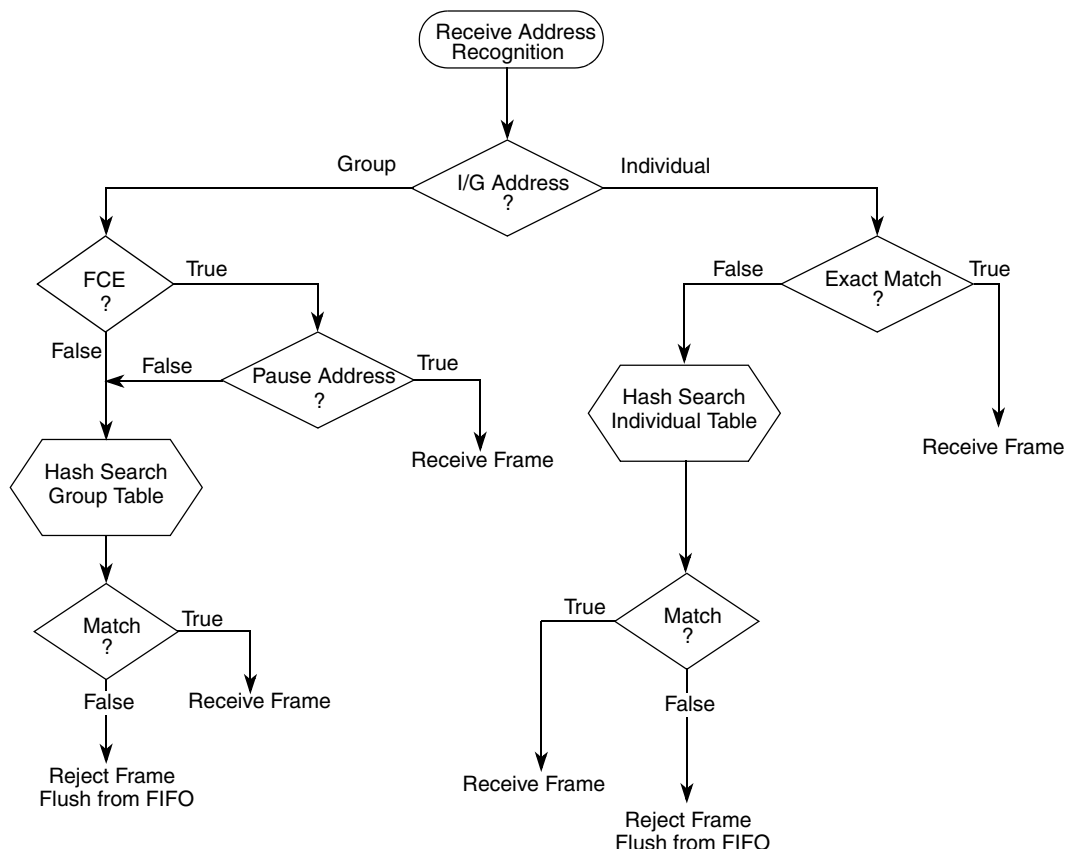 Receive Address
Recognition
Group
I/G Address
?
Individual
FCE
?
True
False
False
Pause Address
?
True
Receive Frame
Hash Search
Group Table
Match
?
True
False
Receive Frame
Reject Frame
Flush from FIFO
False
Exact Match
?
True
Hash Search
Individual Table
Receive Frame
True
Match
?
False
Receive Frame
Reject Frame
Flush from FIFO